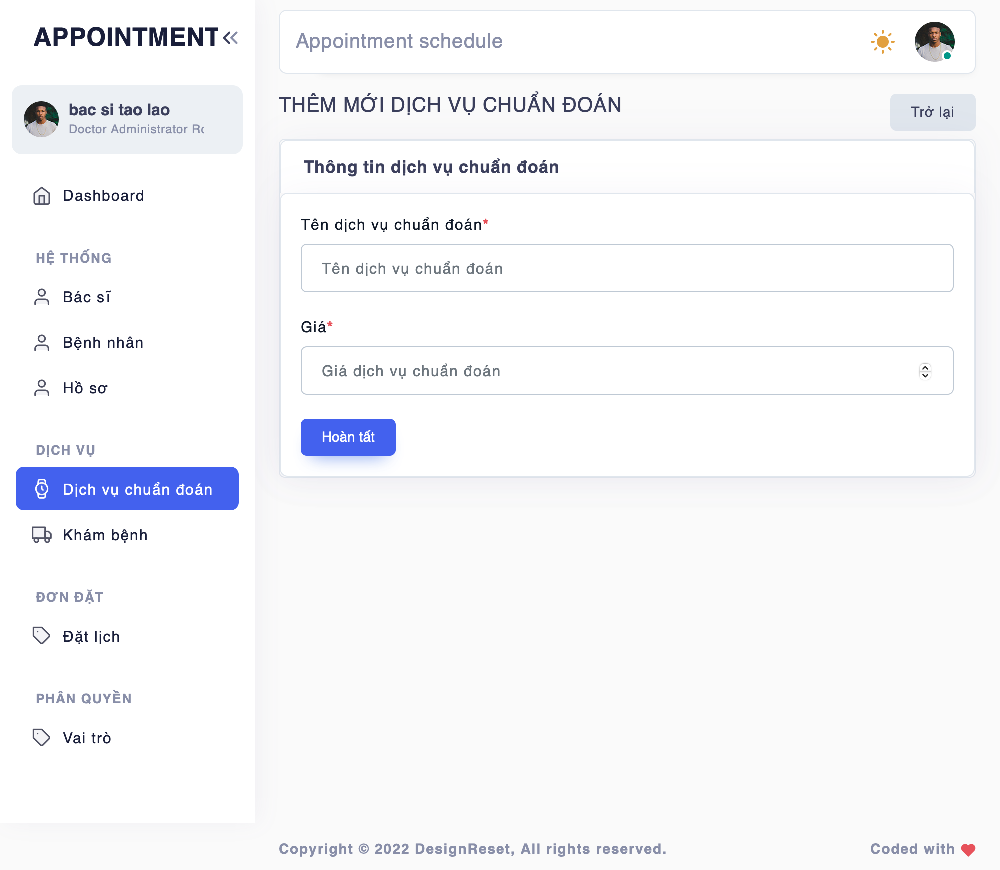 APPOINTMENT
bac si tao lao
Doctor Administrator
Dashboard
HỆ THỐNG
Bác sĩ
Bệnh nhân
Hồ sơ
DỊCH VỤ
Dịch vụ chuẩn đoán
Khám bệnh
ĐƠN ĐẶT
Đặt lịch
PHÂN QUYỀN
Vai trò
Appointment schedule
THÊM MỚI DỊCH VỤ CHUẨN ĐOÁN
Trở lại
Thông tin dịch vụ chuẩn đoán
Tên dịch vụ chuẩn đoán*
Tên dịch vụ chuẩn đoán
Giá*
Giá dịch vụ chuẩn đoán
Hoàn tất
Copyright © 2022 DesignReset, All rights reserved.
Coded with